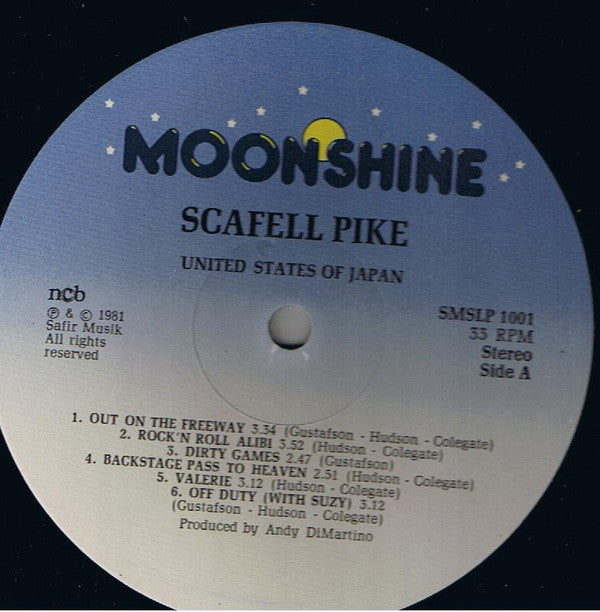 MOONSHINE
SCAFELL PIKE
UNITED STATES OF JAPAN
ncb
Ⓟ & © 1981
Safir Musik
All rights
reserved
SMSLP 1001
33 RPM
Stereo
Side A
1. OUT ON THE FREEWAY 3.34 (Gustafson - Hudson - Colegate)
2. ROCK'N ROLL ALIBI 3.52 (Hudson - Colegate)
3. DIRTY GAMES 2.47 (Gustafson)
4. BACKSTAGE PASS TO HEAVEN 2.51 (Hudson - Colegate)
5. VALERIE 3.12 (Hudson - Colegate)
6. OFF DUTY (WITH SUZY) 3.12
(Gustafson - Hudson - Colegate)
Produced by Andy DiMartino